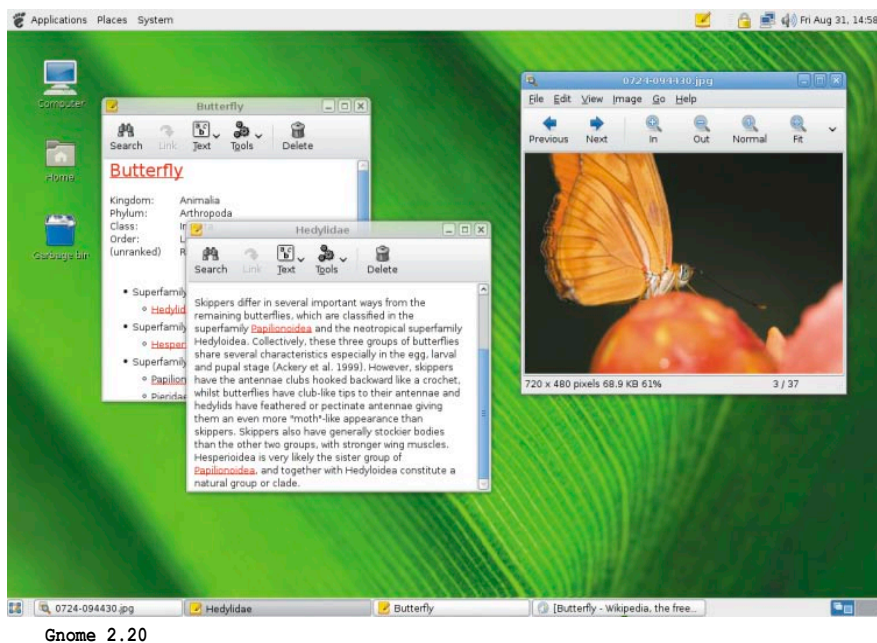 Applications Places System
Fri Aug 31, 14:58
Computer
Home
Garbage bin
Butterfly
Search Link Text Tools Delete
Butterfly
Kingdom: Animalia
Phylum: Arthropoda
Class:
Order:
(unranked)
• Superfamily
• Superfamily
• Superfamily
Hedylidae
Search Link Text Tools Delete
Skippers differ in several important ways from the
remaining butterflies, which are classified in the
superfamily Papilionoidea and the neotropical superfamily
Hedyloidea. Collectively, these three groups of butterflies
share several characteristics especially in the egg, larval
and pupal stage (Ackery et al. 1999). However, skippers
have the antennae clubs hooked backward like a crochet,
whilst butterflies have club-like tips to their antennae and
hedylids have feathered or pectinate antennae giving
them an even more "moth"-like appearance than
skippers. Skippers also have generally stockier bodies
than the other two groups, with stronger wing muscles.
Hesperioidea is very likely the sister group of
Papilionoidea, and together with Hedyloidea constitute a
natural group or clade.
0724-094430.jpg
File Edit View Image Go Help
Previous Next In Out Normal Fit
720 x 480 pixels 68.9 KB 61% 3 / 37
0724-094430.jpg
Hedylidae
Butterfly
[Butterfly - Wikipedia, the free...
Gnome 2.20